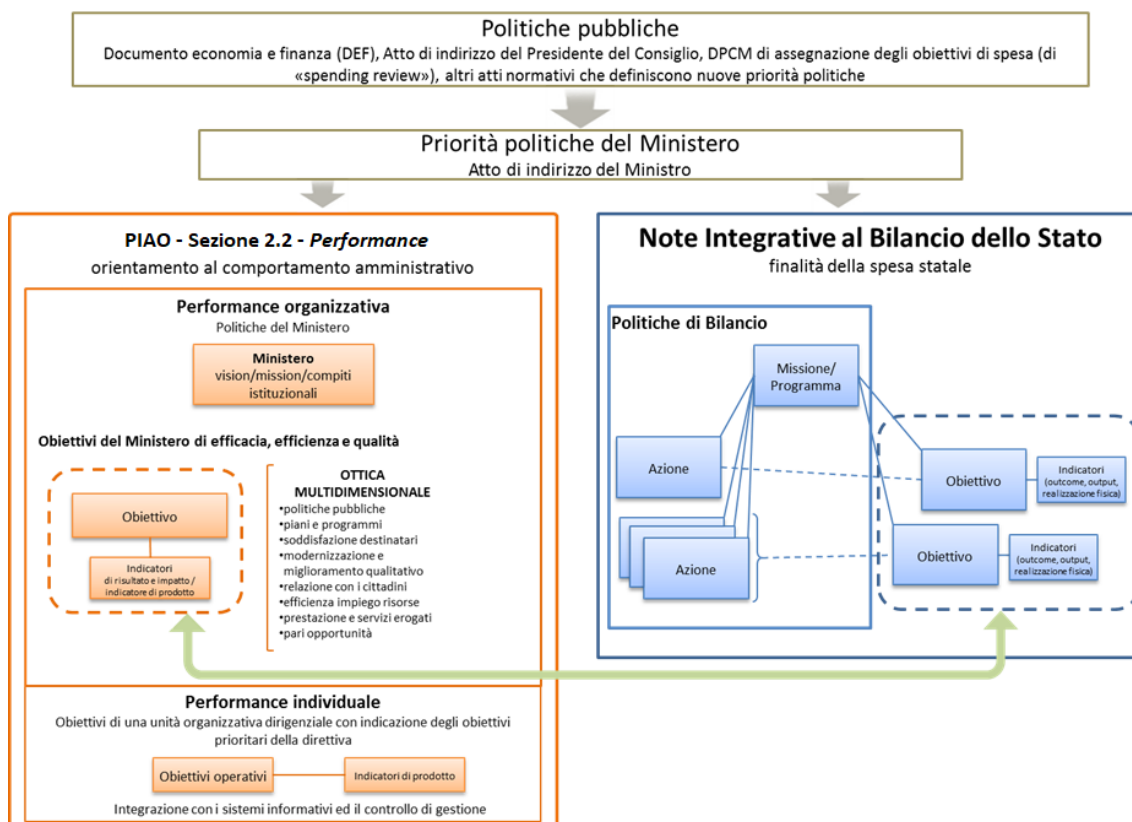 Politiche pubbliche
Documento economia e finanza (DEF), Atto di indirizzo del Presidente del Consiglio, DPCM di assegnazione degli obiettivi di spesa (di
«spending review»), altri atti normativi che definiscono nuove priorità politiche
Priorità politiche del Ministero
Atto di indirizzo del Ministro
PIAO - Sezione 2.2 - Performance
orientamento al comportamento amministrativo
Performance organizzativa
Politiche del Ministero
Ministero
vision/mission/compiti
istituzionali
Obiettivi del Ministero di efficacia, efficienza e qualità
Obiettivo
Indicatori
di risultato e impatto /
indicatore di prodotto
OTTICA
MULTIDIMENSIONALE
•politiche pubbliche
•piani e programmi
•soddisfazione destinatari
•modernizzazione e
miglioramento qualitativo
•relazione con i cittadini
•efficienza impiego risorse
•prestazione e servizi erogati
•pari opportunità
Performance individuale
Obiettivi di una unità organizzativa dirigenziale con indicazione degli obiettivi
prioritari della direttiva
Obiettivi operativi
Indicatori di prodotto
Integrazione con i sistemi informativi ed il controllo di gestione
Note Integrative al Bilancio dello Stato
finalità della spesa statale
Politiche di Bilancio
Missione/
Programma
Azione
Azione
Obiettivo
Indicatori
(outcome, output,
realizzazione fisica)
Obiettivo
Indicatori
(outcome, output,
realizzazione fisica)